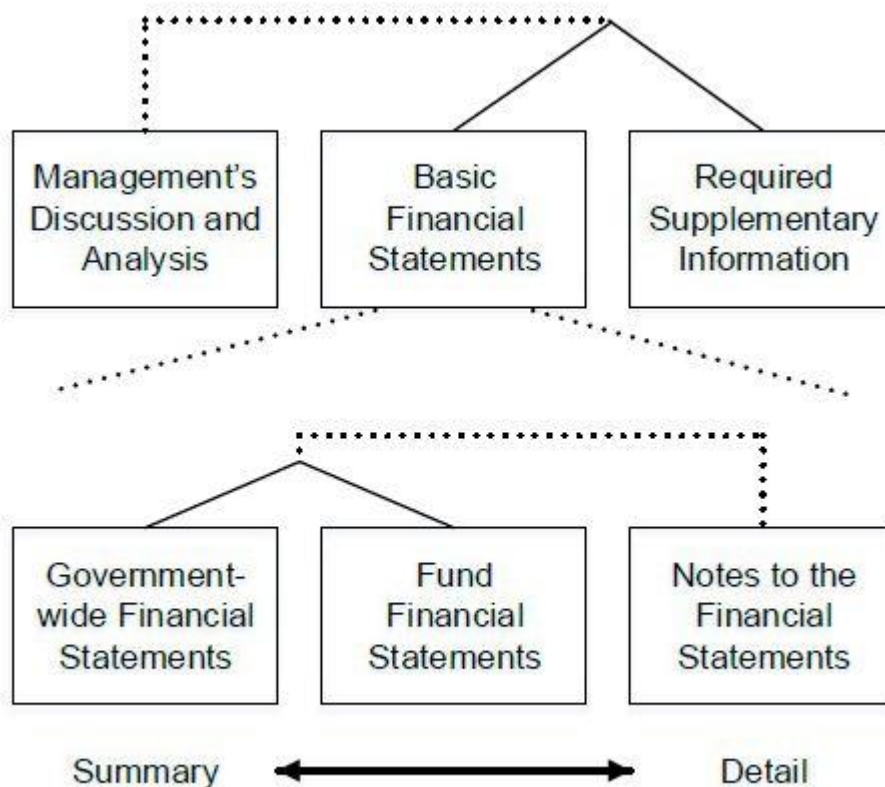 Management's
Discussion and
Analysis
Basic
Financial
Statements
Required
Supplementary
Information
Government-
wide Financial
Statements
Fund
Financial
Statements
Notes to the
Financial
Statements
Summary
Detail